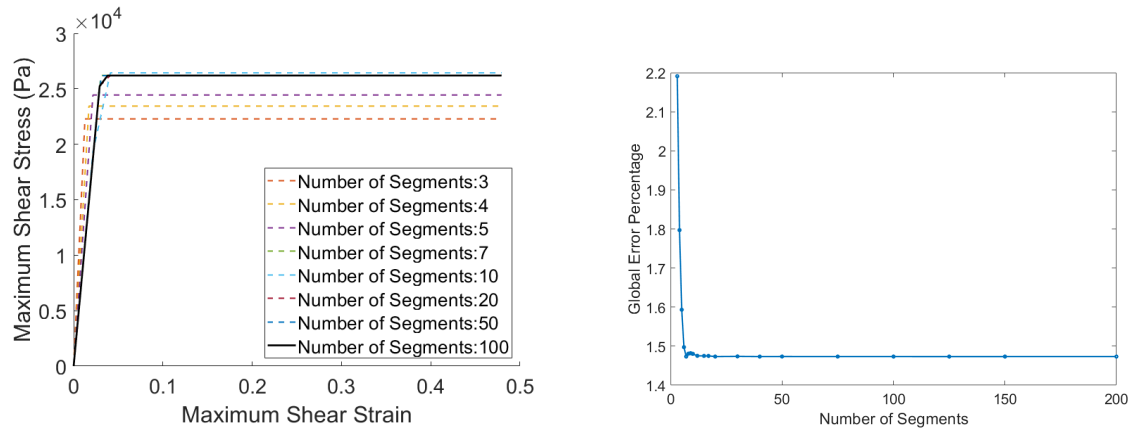 ×10⁴
3
2.5
2
1.5
1
0.5
0
0
0.1
0.2
0.3
0.4
0.5
Maximum Shear Stress (Pa)
Maximum Shear Strain
Number of Segments:3
Number of Segments:4
Number of Segments:5
Number of Segments:7
Number of Segments:10
Number of Segments:20
Number of Segments:50
Number of Segments:100
2.2
2.1
2
1.9
1.8
1.7
1.6
1.5
1.4
0
50
100
150
200
Global Error Percentage
Number of Segments